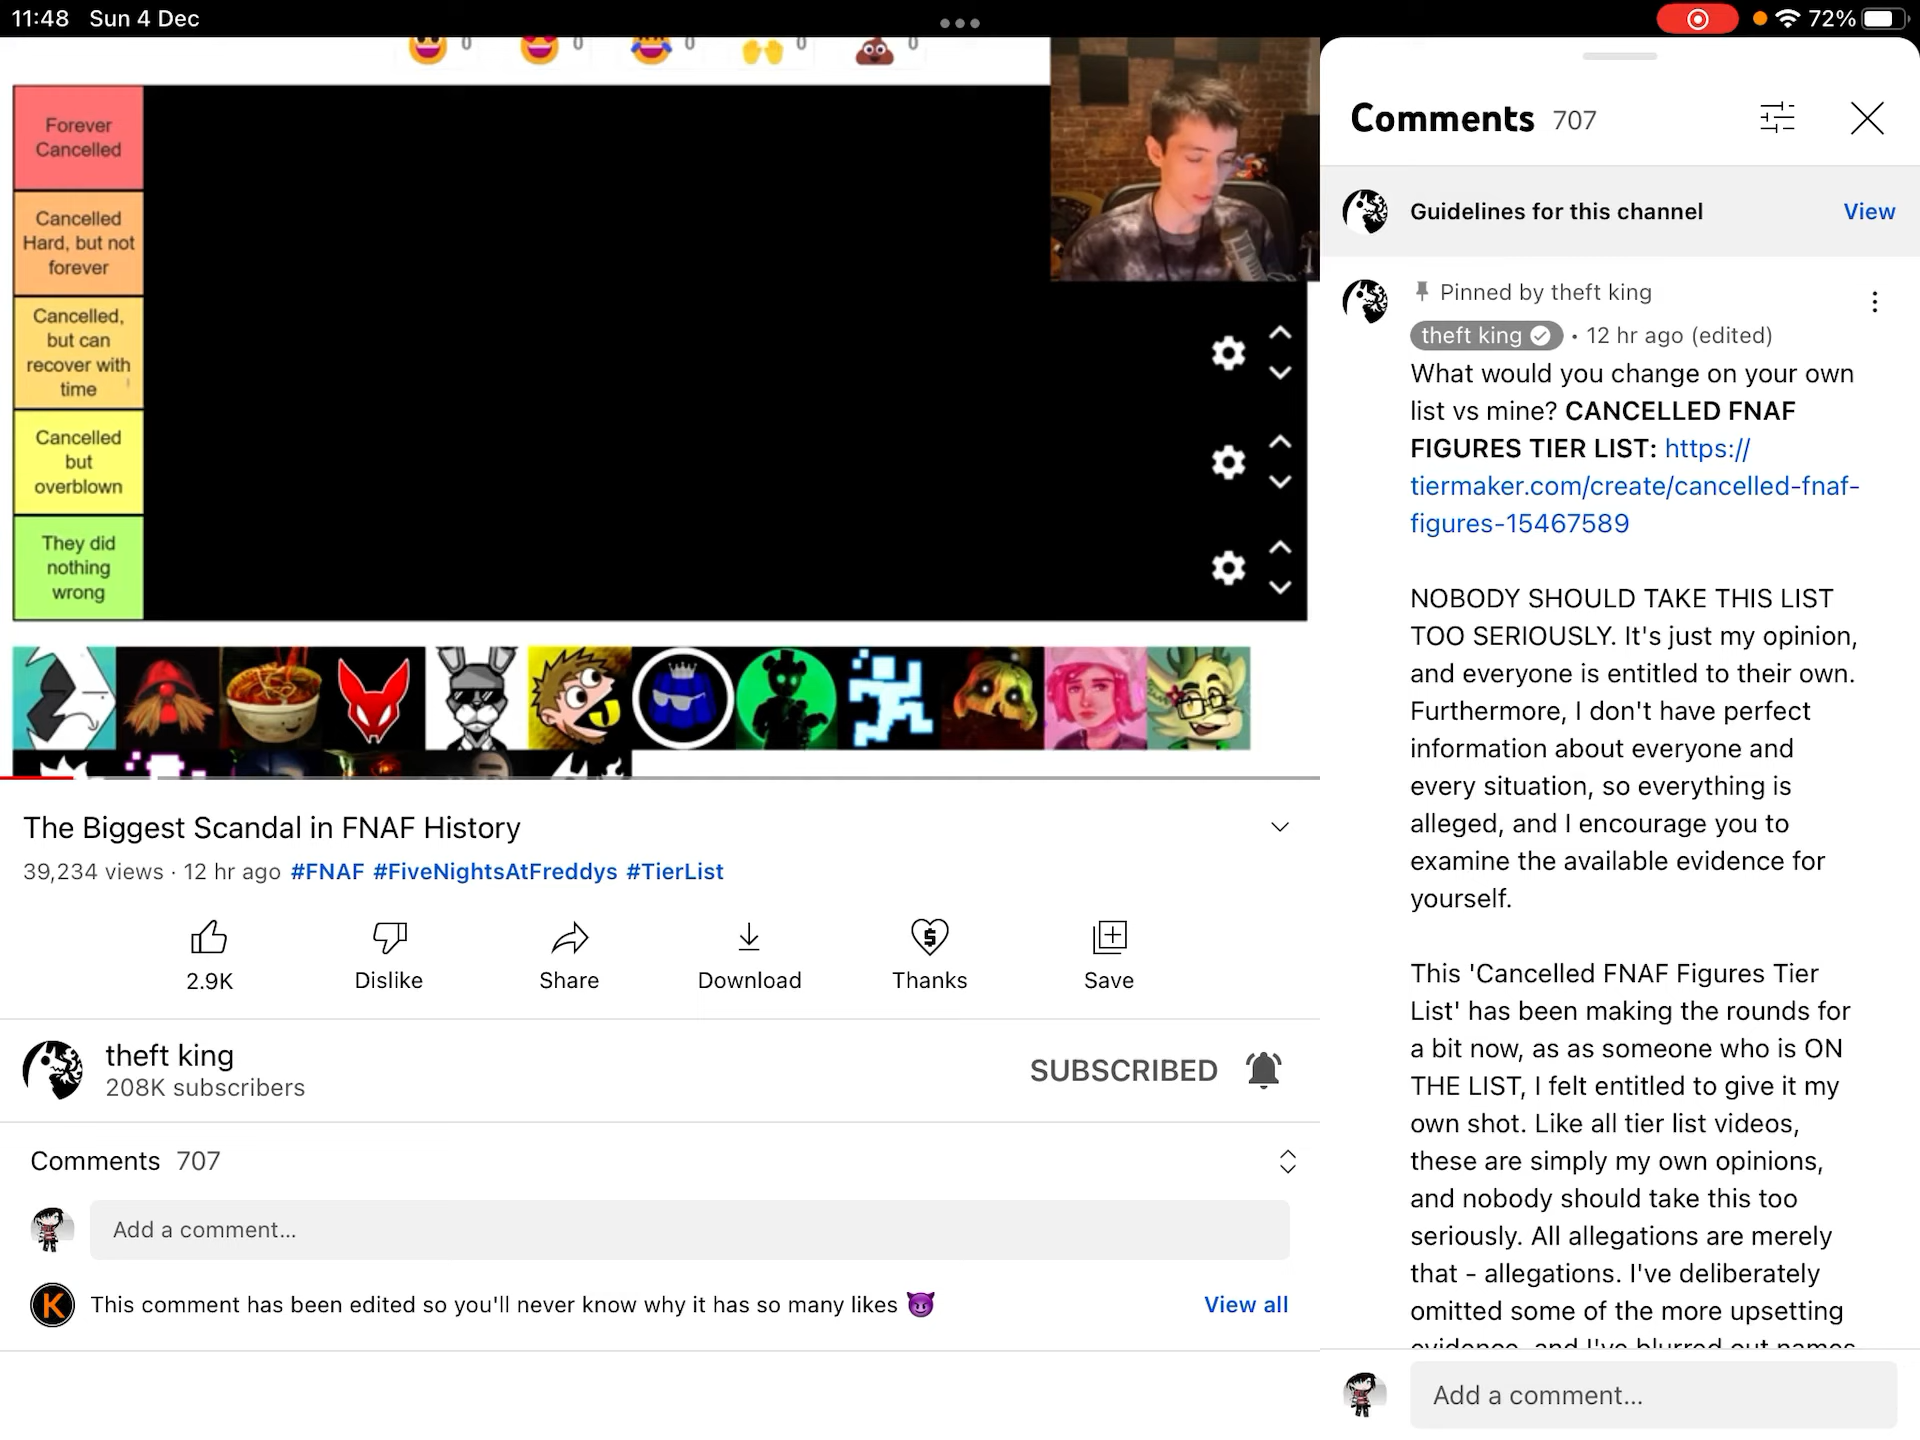 11:48 Sun 4 Dec
72%
0 0 0 0 0
Forever
Cancelled
Cancelled
Hard, but not
forever
Cancelled,
but can
recover with
time
Cancelled
but
overblown
They did
nothing
wrong
The Biggest Scandal in FNAF History
39,234 views · 12 hr ago #FNAF #FiveNightsAtFreddys #TierList
2.9K
Dislike
Share
Download
Thanks
Save
theft king
208K subscribers
SUBSCRIBED
Comments 707
Add a comment...
K
This comment has been edited so you'll never know why it has so many likes 😈
View all
Comments 707
Guidelines for this channel
View
Pinned by theft king
theft king • 12 hr ago (edited)
What would you change on your own
list vs mine? CANCELLED FNAF
FIGURES TIER LIST: https://
tiermaker.com/create/cancelled-fnaf-
figures-15467589
NOBODY SHOULD TAKE THIS LIST
TOO SERIOUSLY. It's just my opinion,
and everyone is entitled to their own.
Furthermore, I don't have perfect
information about everyone and
every situation, so everything is
alleged, and I encourage you to
examine the available evidence for
yourself.
This 'Cancelled FNAF Figures Tier
List' has been making the rounds for
a bit now, as as someone who is ON
THE LIST, I felt entitled to give it my
own shot. Like all tier list videos,
these are simply my own opinions,
and nobody should take this too
seriously. All allegations are merely
that - allegations. I've deliberately
omitted some of the more upsetting
evidence, and I've blurred out names
Add a comment...